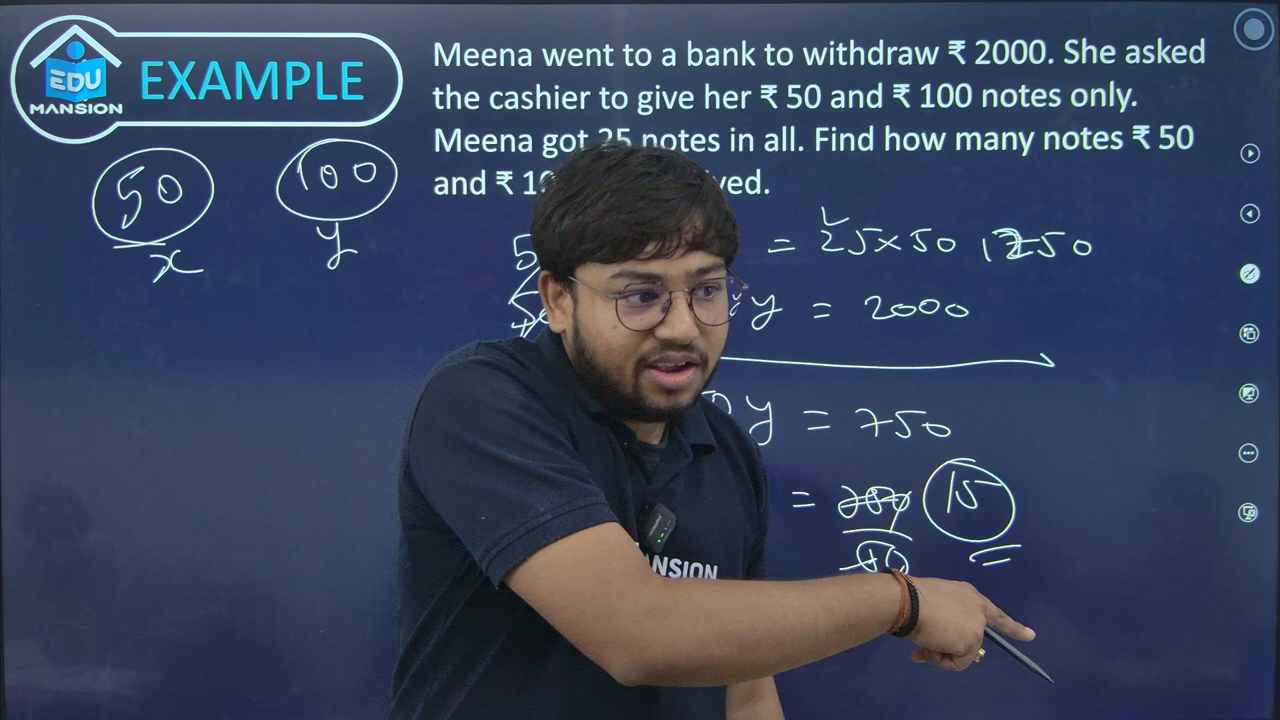 EDU
MANSION
EXAMPLE
Meena went to a bank to withdraw ₹ 2000. She asked
the cashier to give her ₹ 50 and ₹ 100 notes only.
Meena got 25 notes in all. Find how many notes ₹ 50
and ₹ 10 ved.
50 100
x y
= 25x50 1250
y = 2000
y = 750
= 15
MANSION